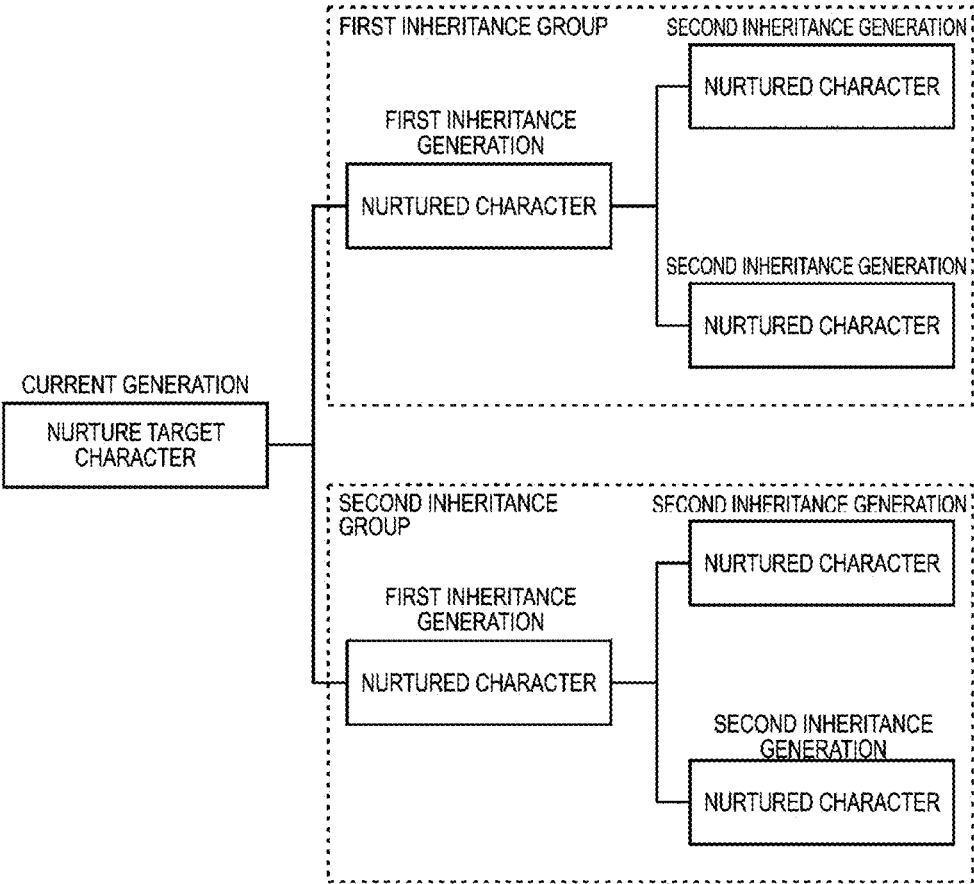 FIRST INHERITANCE GROUP
SECOND INHERITANCE GENERATION
NURTURED CHARACTER
FIRST INHERITANCE
GENERATION
NURTURED CHARACTER
SECOND INHERITANCE GENERATION
NURTURED CHARACTER
CURRENT GENERATION
NURTURE TARGET
CHARACTER
SECOND INHERITANCE
GROUP
SECOND INHERITANCE GENERATION
NURTURED CHARACTER
FIRST INHERITANCE
GENERATION
NURTURED CHARACTER
SECOND INHERITANCE
GENERATION
NURTURED CHARACTER